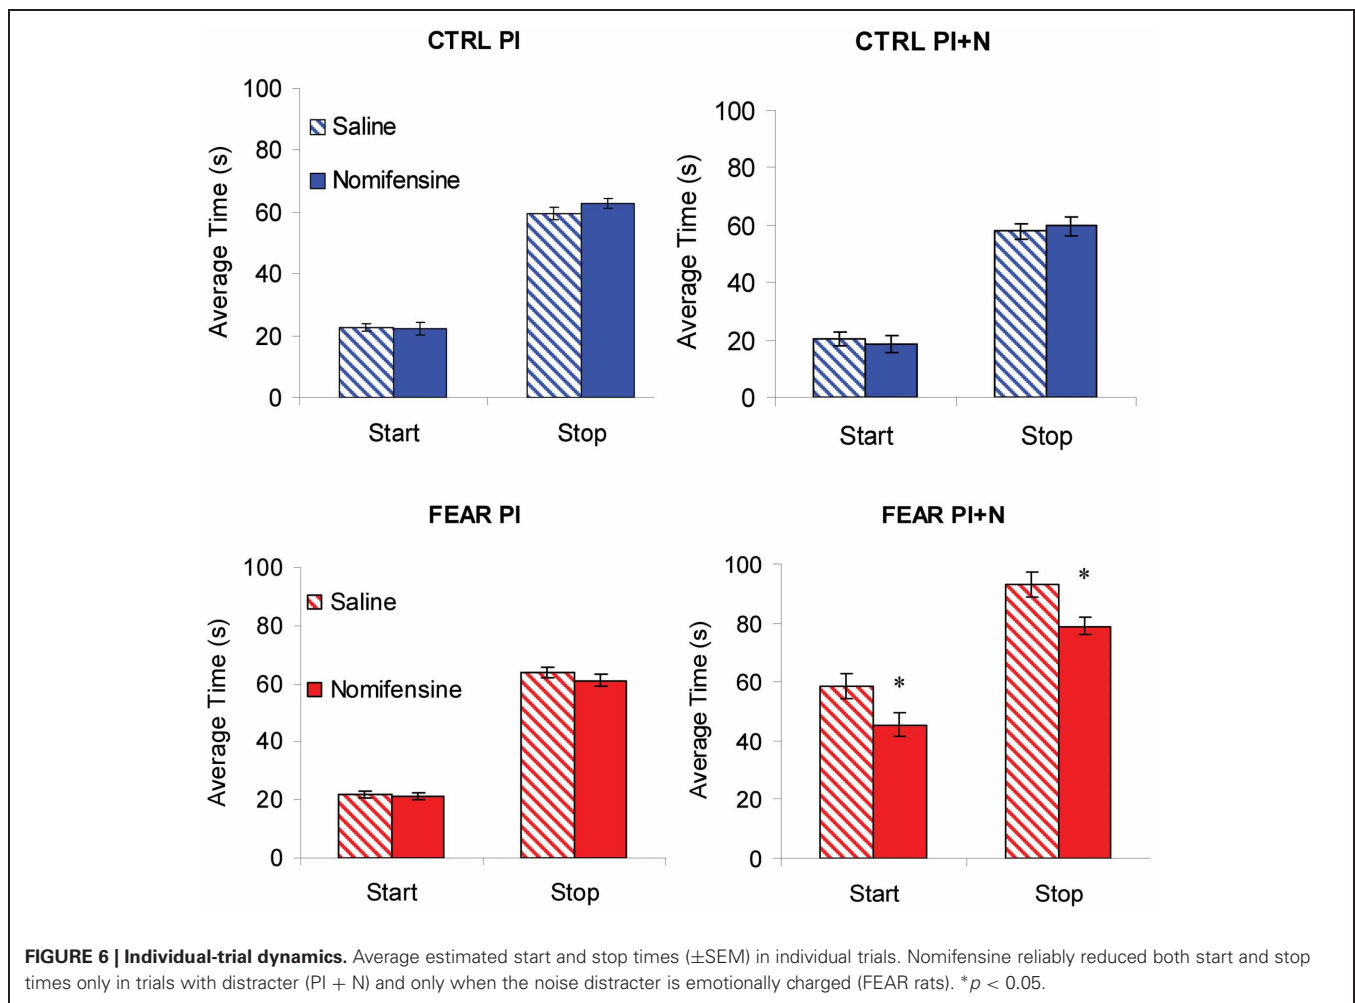 CTRL PI
100
80
60
40
20
0
Average Time (s)
Saline
Nomifensine
Start Stop
CTRL PI+N
100
80
60
40
20
0
Average Time (s)
Start Stop
FEAR PI
100
80
60
40
20
0
Average Time (s)
Saline
Nomifensine
Start Stop
FEAR PI+N
100
80
60
40
20
0
Average Time (s)
*
*
Start Stop
FIGURE 6 | Individual-trial dynamics. Average estimated start and stop times (±SEM) in individual trials. Nomifensine reliably reduced both start and stop
times only in trials with distracter (PI + N) and only when the noise distracter is emotionally charged (FEAR rats). *p < 0.05.